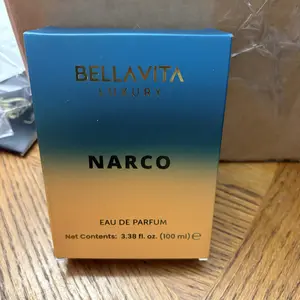 BELLAVITA
LUXURY
NARCO
EAU DE PARFUM
Net Contents: 3.38 fl. oz. (100 ml) ℮